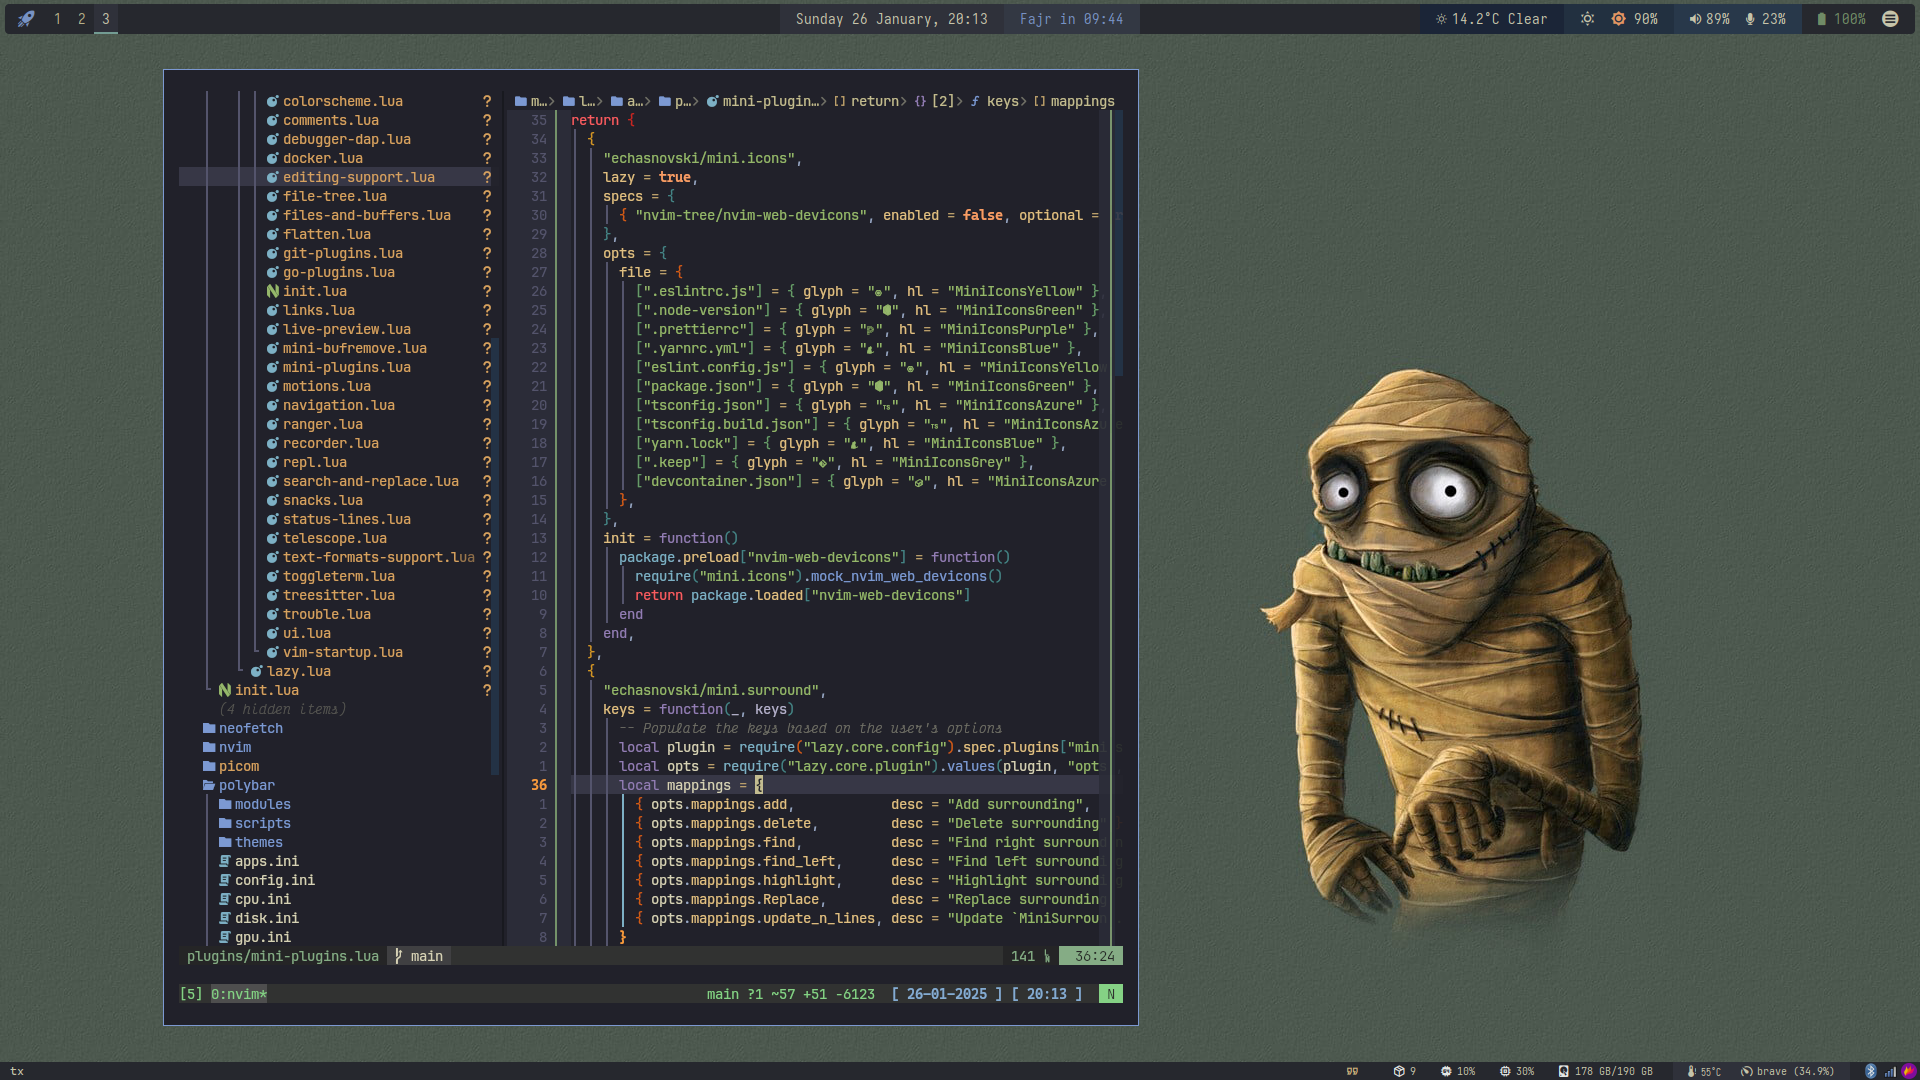 1 2 3 Sunday 26 January, 20:13 Fajr in 09:44 14.2°C Clear 90% 89% 23% 100%
colorscheme.lua ?
comments.lua ?
debugger-dap.lua ?
docker.lua ?
editing-support.lua ?
file-tree.lua ?
files-and-buffers.lua ?
flatten.lua ?
git-plugins.lua ?
go-plugins.lua ?
init.lua ?
links.lua ?
live-preview.lua ?
mini-bufremove.lua ?
mini-plugins.lua ?
motions.lua ?
navigation.lua ?
ranger.lua ?
recorder.lua ?
repl.lua ?
search-and-replace.lua ?
snacks.lua ?
status-lines.lua ?
telescope.lua ?
text-formats-support.lua ?
toggleterm.lua ?
treesitter.lua ?
trouble.lua ?
ui.lua ?
vim-startup.lua ?
lazy.lua ?
init.lua ?
(4 hidden items)
neofetch
nvim
picom
polybar
modules
scripts
themes
apps.ini
config.ini
cpu.ini
disk.ini
gpu.ini
m…> l…> a…> p…> mini-plugin…> [] return> {} [2]> f keys> [] mappings
35 return {
34 {
33 "echasnovski/mini.icons",
32 lazy = true,
31 specs = {
30 { "nvim-tree/nvim-web-devicons", enabled = false, optional =
29 },
28 opts = {
27 file = {
26 [".eslintrc.js"] = { glyph = "", hl = "MiniIconsYellow" }
25 [".node-version"] = { glyph = "", hl = "MiniIconsGreen" }
24 [".prettierrc"] = { glyph = "", hl = "MiniIconsPurple" },
23 [".yarnrc.yml"] = { glyph = "", hl = "MiniIconsBlue" },
22 ["eslint.config.js"] = { glyph = "", hl = "MiniIconsYello
21 ["package.json"] = { glyph = "", hl = "MiniIconsGreen" },
20 ["tsconfig.json"] = { glyph = "", hl = "MiniIconsAzure" }
19 ["tsconfig.build.json"] = { glyph = "", hl = "MiniIconsAz
18 ["yarn.lock"] = { glyph = "", hl = "MiniIconsBlue" },
17 [".keep"] = { glyph = "", hl = "MiniIconsGrey" },
16 ["devcontainer.json"] = { glyph = "", hl = "MiniIconsAzur
15 },
14 },
13 init = function()
12 package.preload["nvim-web-devicons"] = function()
11 require("mini.icons").mock_nvim_web_devicons()
10 return package.loaded["nvim-web-devicons"]
9 end
8 end,
7 },
6 {
5 "echasnovski/mini.surround",
4 keys = function(_, keys)
3 -- Populate the keys based on the user's options
2 local plugin = require("lazy.core.config").spec.plugins["min
1 local opts = require("lazy.core.plugin").values(plugin, "opt
36 local mappings = {
1 { opts.mappings.add, desc = "Add surrounding",
2 { opts.mappings.delete, desc = "Delete surrounding"
3 { opts.mappings.find, desc = "Find right surroun
4 { opts.mappings.find_left, desc = "Find left surround
5 { opts.mappings.highlight, desc = "Highlight surround
6 { opts.mappings.Replace, desc = "Replace surroundin
7 { opts.mappings.update_n_lines, desc = "Update `MiniSurrou
8 }
plugins/mini-plugins.lua main 141 36:24
[5] 0:nvim* main ?1 ~57 +51 -6123 [ 26-01-2025 ] [ 20:13 ] N
tx 9 10% 30% 178 GB/190 GB 55°C brave (34.9%)